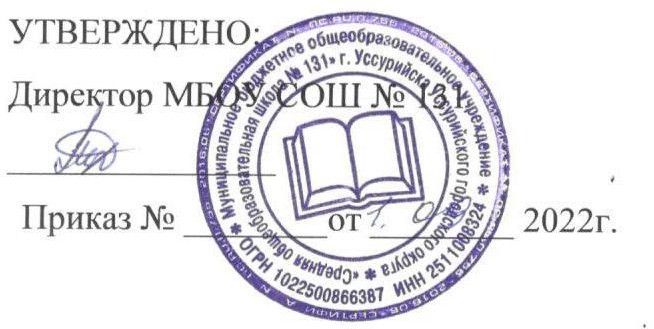 УТВЕРЖДЕНО:
Директор МБОУ СОШ № 131
Приказ № от 2022г.
Муниципальное бюджетное общеобразовательное учреждение
«Средняя общеобразовательная школа № 131» г. Уссурийска Уссурийского городского округа
ОГРН 1022500866387 ИНН 2511008324